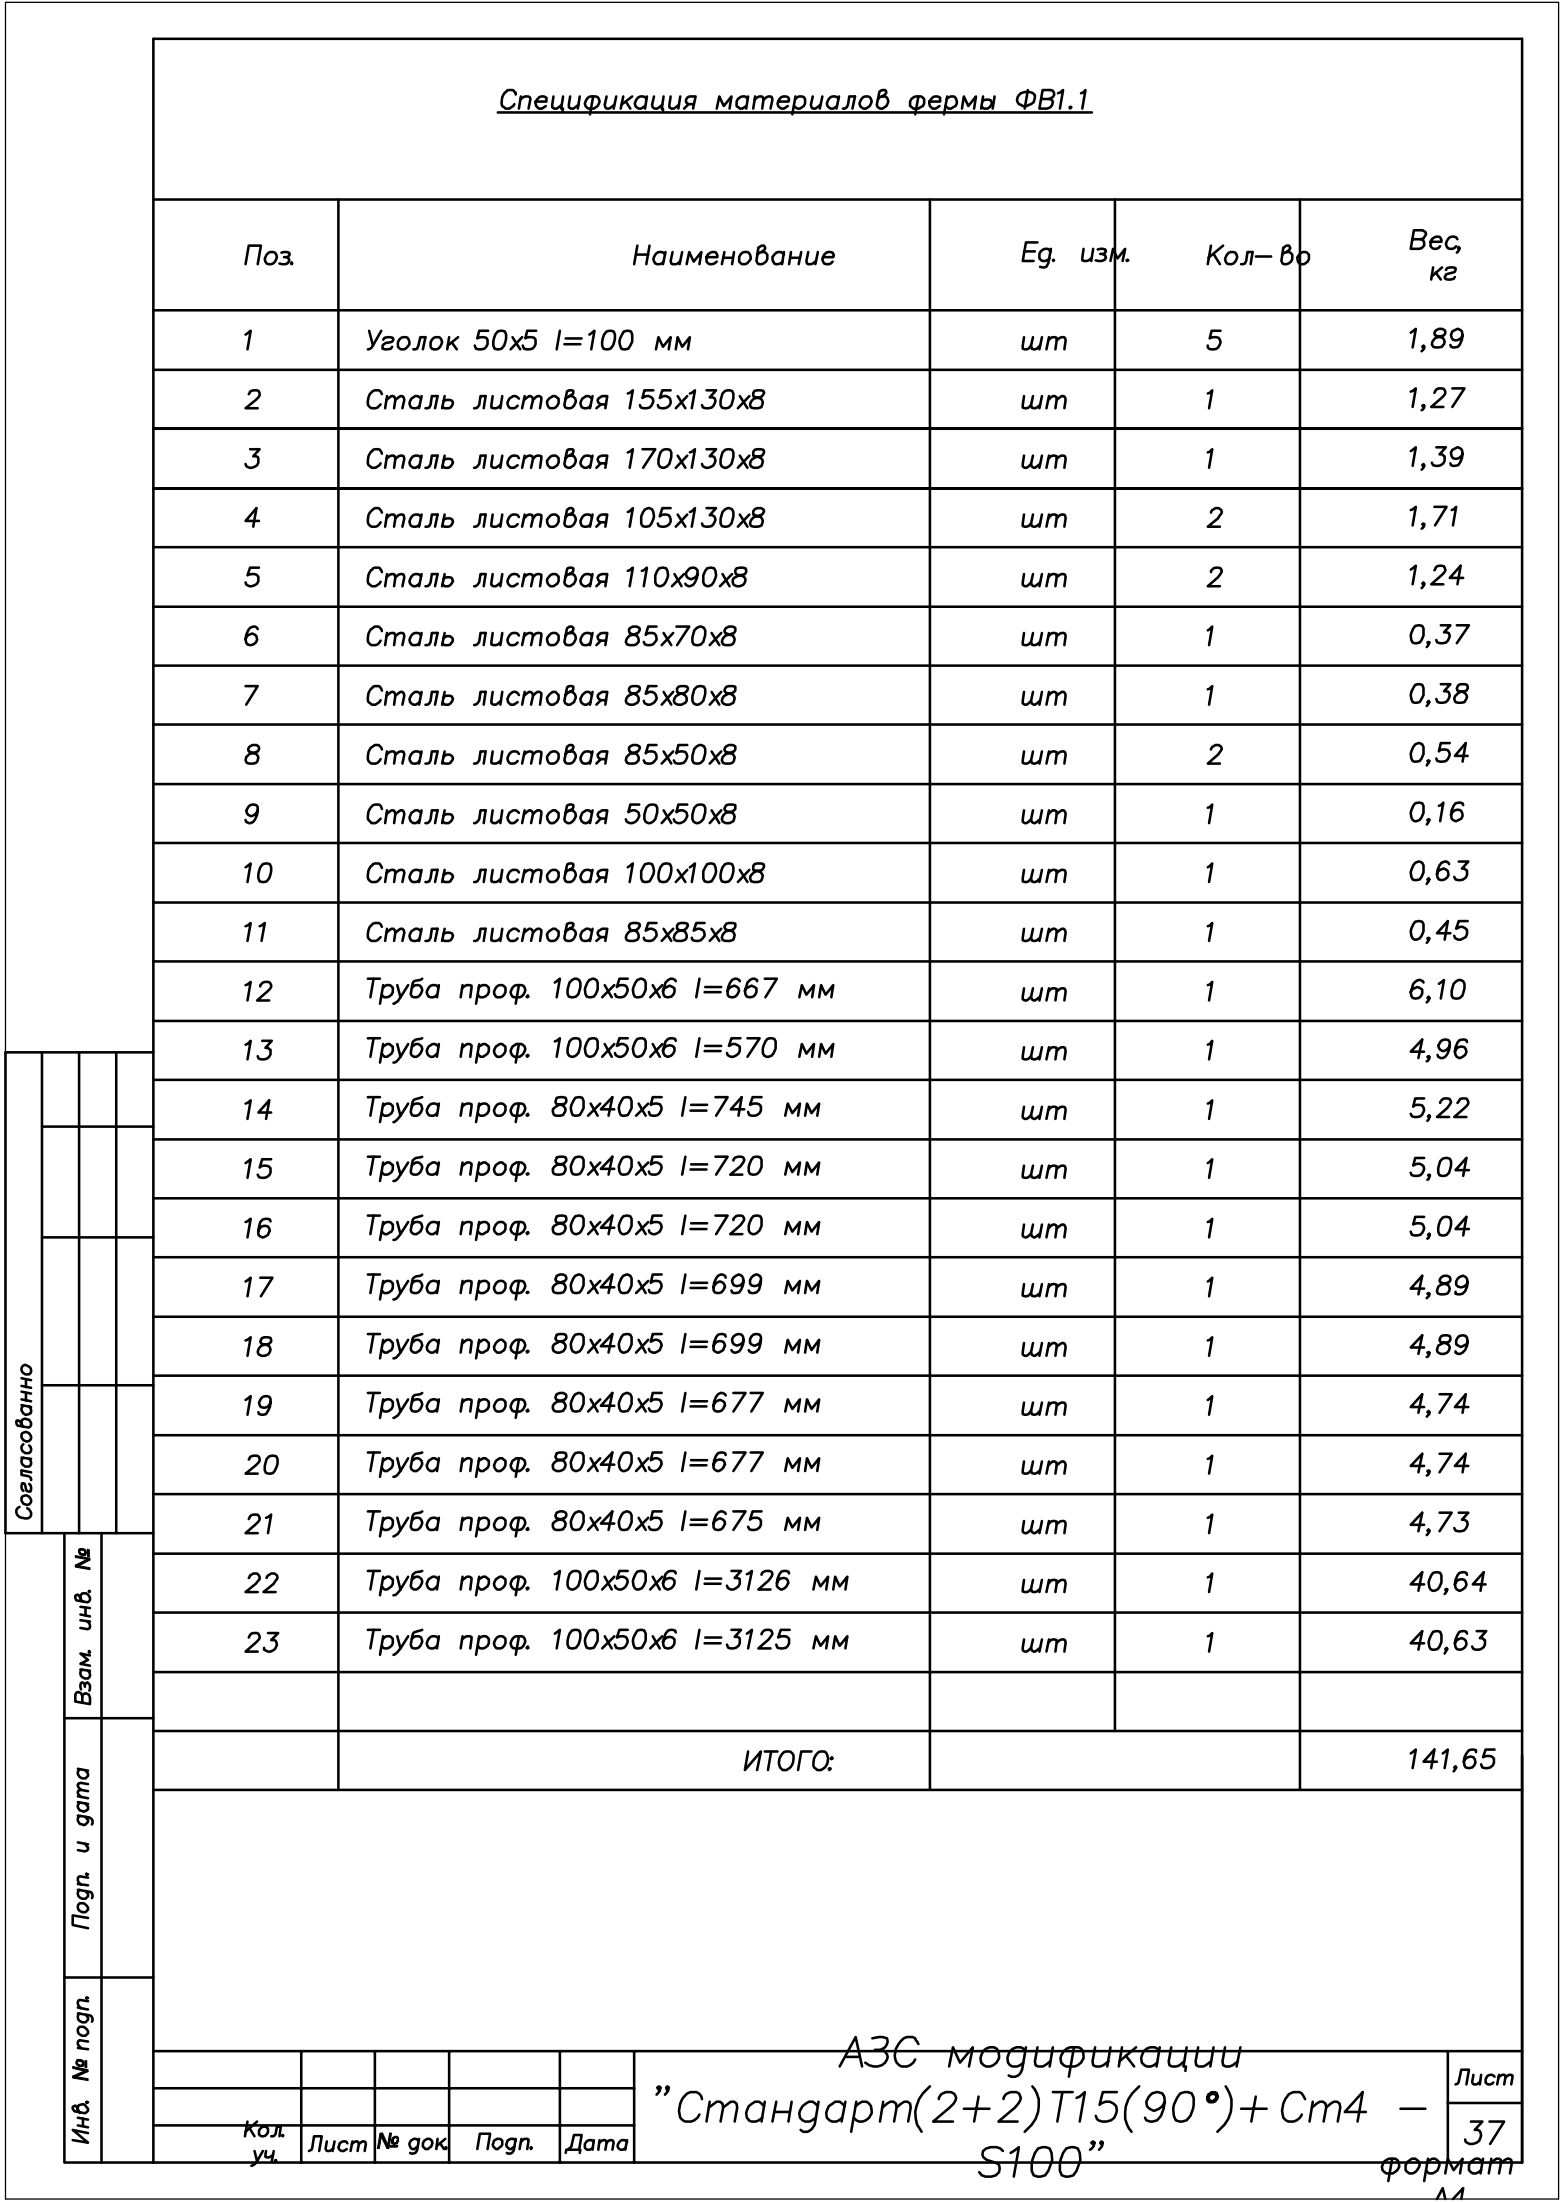 Спецификация материалов фермы ФВ1.1
Поз. Наименование Ед. изм. Кол-во Вес, кг
1 Уголок 50х5 l=100 мм шт 5 1,89
2 Сталь листовая 155х130х8 шт 1 1,27
3 Сталь листовая 170х130х8 шт 1 1,39
4 Сталь листовая 105х130х8 шт 2 1,71
5 Сталь листовая 110х90х8 шт 2 1,24
6 Сталь листовая 85х70х8 шт 1 0,37
7 Сталь листовая 85х80х8 шт 1 0,38
8 Сталь листовая 85х50х8 шт 2 0,54
9 Сталь листовая 50х50х8 шт 1 0,16
10 Сталь листовая 100х100х8 шт 1 0,63
11 Сталь листовая 85х85х8 шт 1 0,45
12 Труба проф. 100х50х6 l=667 мм шт 1 6,10
13 Труба проф. 100х50х6 l=570 мм шт 1 4,96
14 Труба проф. 80х40х5 l=745 мм шт 1 5,22
15 Труба проф. 80х40х5 l=720 мм шт 1 5,04
16 Труба проф. 80х40х5 l=720 мм шт 1 5,04
17 Труба проф. 80х40х5 l=699 мм шт 1 4,89
18 Труба проф. 80х40х5 l=699 мм шт 1 4,89
19 Труба проф. 80х40х5 l=677 мм шт 1 4,74
20 Труба проф. 80х40х5 l=677 мм шт 1 4,74
21 Труба проф. 80х40х5 l=675 мм шт 1 4,73
22 Труба проф. 100х50х6 l=3126 мм шт 1 40,64
23 Труба проф. 100х50х6 l=3125 мм шт 1 40,63
ИТОГО: 141,65
Согласованно
Взам. инв. №
Подп. и дата
Инв. № подп.
Кол. уч. Лист № док. Подп. Дата
АЗС модификации
"Стандарт(2+2)Т15(90°)+Ст4 -
S100"
Лист
37
формат
А4